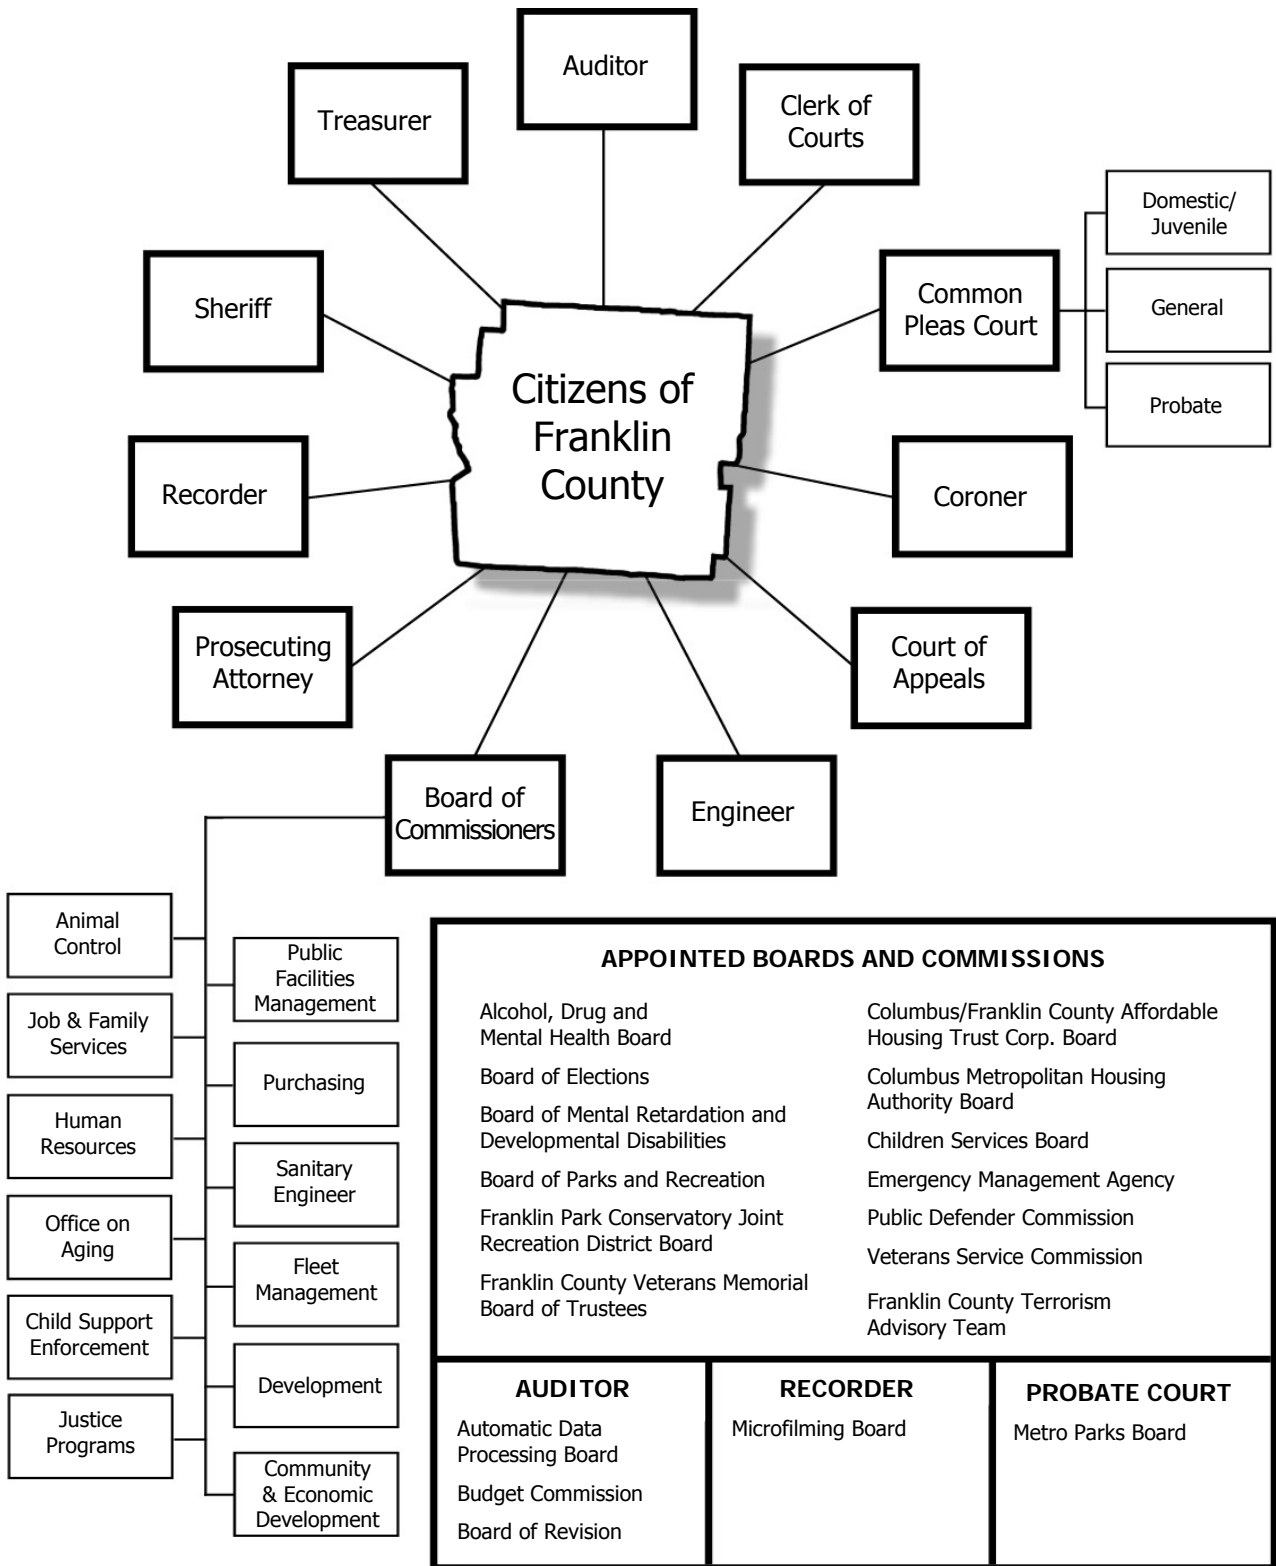 Auditor
Treasurer
Clerk of
Courts
Domestic/
Juvenile
Sheriff
Common
Pleas Court
General
Citizens of
Franklin
County
Probate
Recorder
Coroner
Prosecuting
Attorney
Court of
Appeals
Board of
Commissioners
Engineer
Animal
Control
Public
Facilities
Management
Job & Family
Services
Purchasing
Human
Resources
Sanitary
Engineer
Office on
Aging
Fleet
Management
Child Support
Enforcement
Development
Justice
Programs
Community
& Economic
Development
APPOINTED BOARDS AND COMMISSIONS
Alcohol, Drug and
Mental Health Board
Board of Elections
Board of Mental Retardation and
Developmental Disabilities
Board of Parks and Recreation
Franklin Park Conservatory Joint
Recreation District Board
Franklin County Veterans Memorial
Board of Trustees
Columbus/Franklin County Affordable
Housing Trust Corp. Board
Columbus Metropolitan Housing
Authority Board
Children Services Board
Emergency Management Agency
Public Defender Commission
Veterans Service Commission
Franklin County Terrorism
Advisory Team
AUDITOR
Automatic Data
Processing Board
Budget Commission
Board of Revision
RECORDER
Microfilming Board
PROBATE COURT
Metro Parks Board